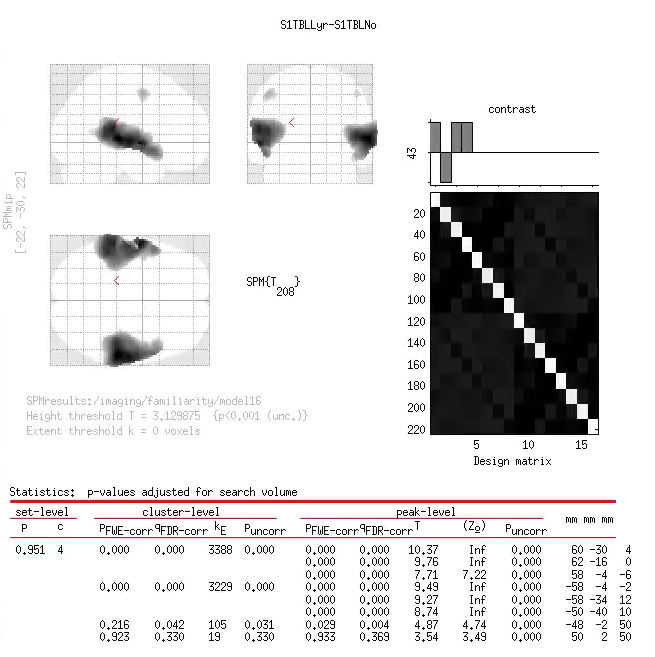 S1TBLLyr-S1TBLNo
contrast
43
SPMmip
[-22, -30, 22]
SPM{T208}
20
40
60
80
100
120
140
160
180
200
220
5 10 15
Design matrix
SPMresults:/imaging/familiarity/model16
Height threshold T = 3.129875 {p<0.001 (unc.)}
Extent threshold k = 0 voxels
Statistics: p-values adjusted for search volume
set-level cluster-level peak-level
p c pFWE-corr qFDR-corr kE puncorr pFWE-corr qFDR-corr T (Z≡) puncorr mm mm mm
0.951 4 0.000 0.000 3388 0.000 0.000 0.000 10.37 Inf 0.000 60 -30 4
0.000 0.000 9.76 Inf 0.000 62 -16 0
0.000 0.000 7.71 7.22 0.000 58 -4 -6
0.000 0.000 3229 0.000 0.000 0.000 9.49 Inf 0.000 -58 -4 -2
0.000 0.000 9.27 Inf 0.000 -58 -34 12
0.000 0.000 8.74 Inf 0.000 -50 -40 10
0.216 0.042 105 0.031 0.029 0.004 4.87 4.74 0.000 -48 -2 50
0.923 0.330 19 0.330 0.933 0.369 3.54 3.49 0.000 50 2 50